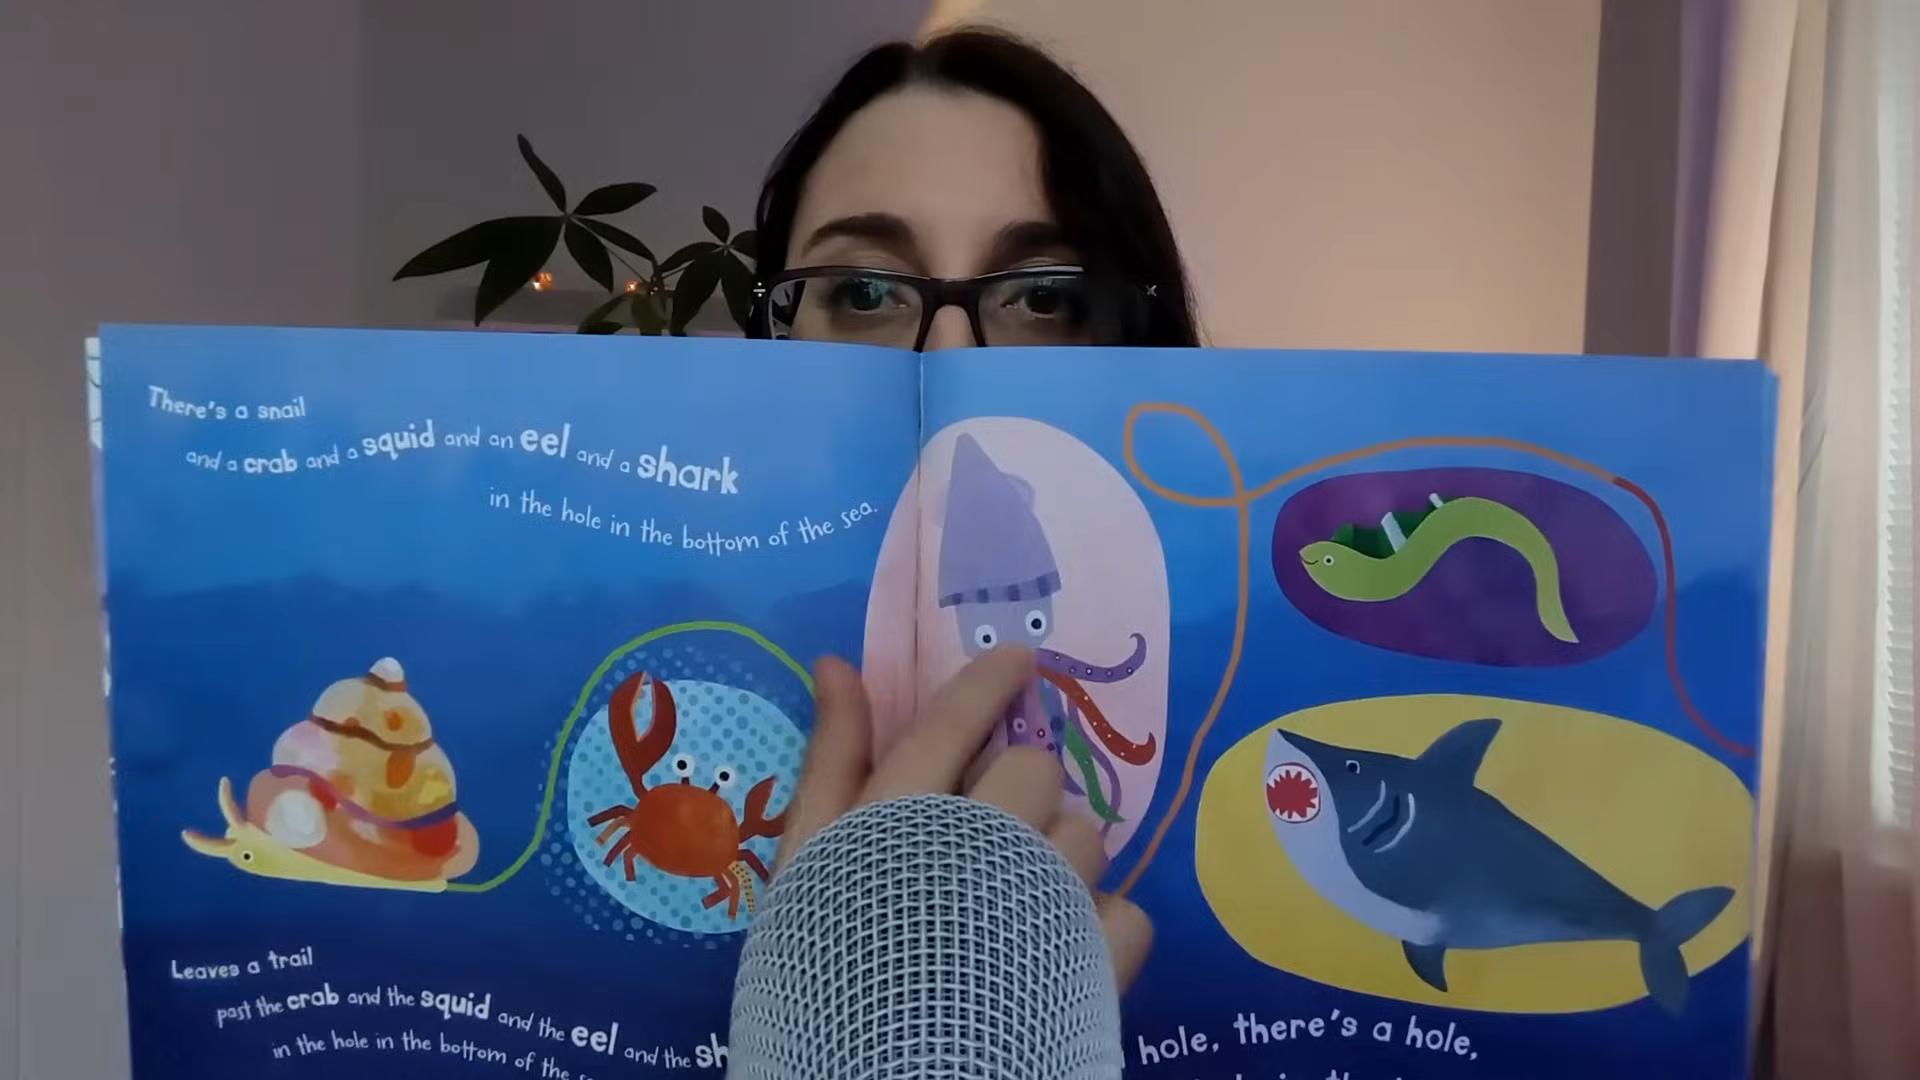 There's a snail
and a crab and a squid and an eel and a shark
in the hole in the bottom of the sea.
Leaves a trail
past the crab and the squid and the eel and the sh
in the hole in the bottom of the
hole, there's a hole,